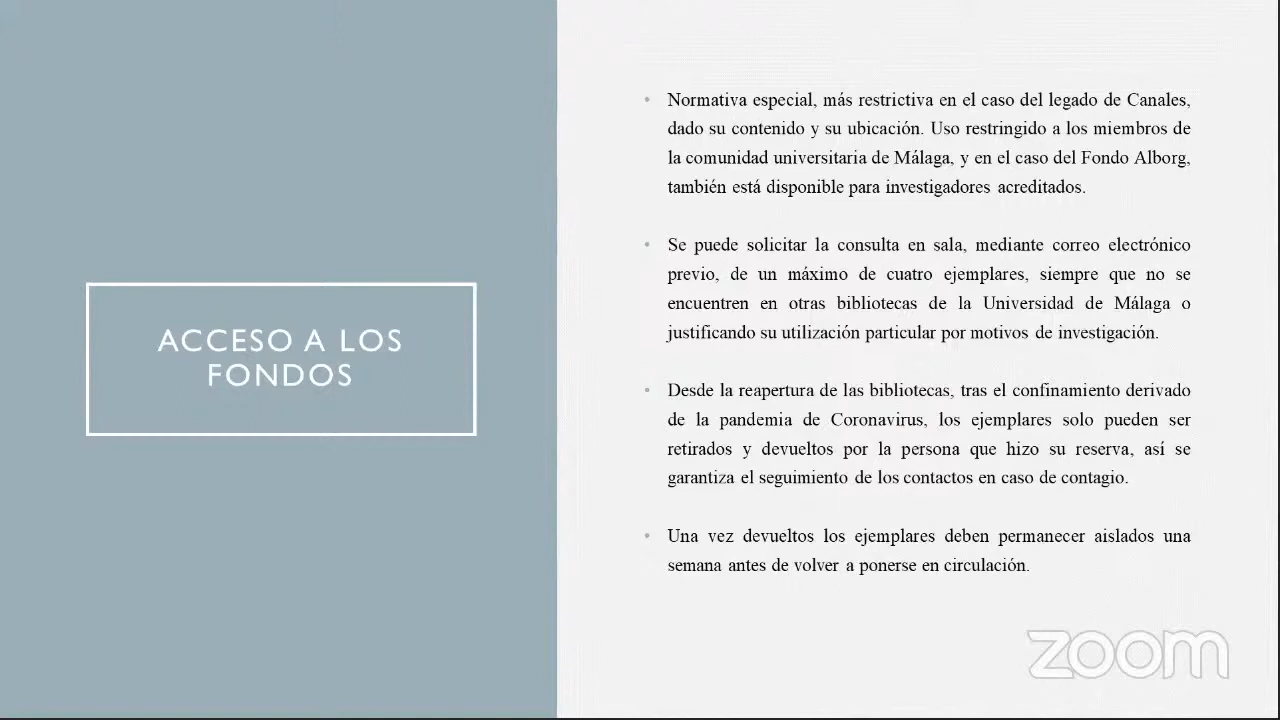 ACCESO A LOS
FONDOS
• Normativa especial, más restrictiva en el caso del legado de Canales,
dado su contenido y su ubicación. Uso restringido a los miembros de
la comunidad universitaria de Málaga, y en el caso del Fondo Alborg,
también está disponible para investigadores acreditados.
• Se puede solicitar la consulta en sala, mediante correo electrónico
previo, de un máximo de cuatro ejemplares, siempre que no se
encuentren en otras bibliotecas de la Universidad de Málaga o
justificando su utilización particular por motivos de investigación.
• Desde la reapertura de las bibliotecas, tras el confinamiento derivado
de la pandemia de Coronavirus, los ejemplares solo pueden ser
retirados y devueltos por la persona que hizo su reserva, así se
garantiza el seguimiento de los contactos en caso de contagio.
• Una vez devueltos los ejemplares deben permanecer aislados una
semana antes de volver a ponerse en circulación.
zoom